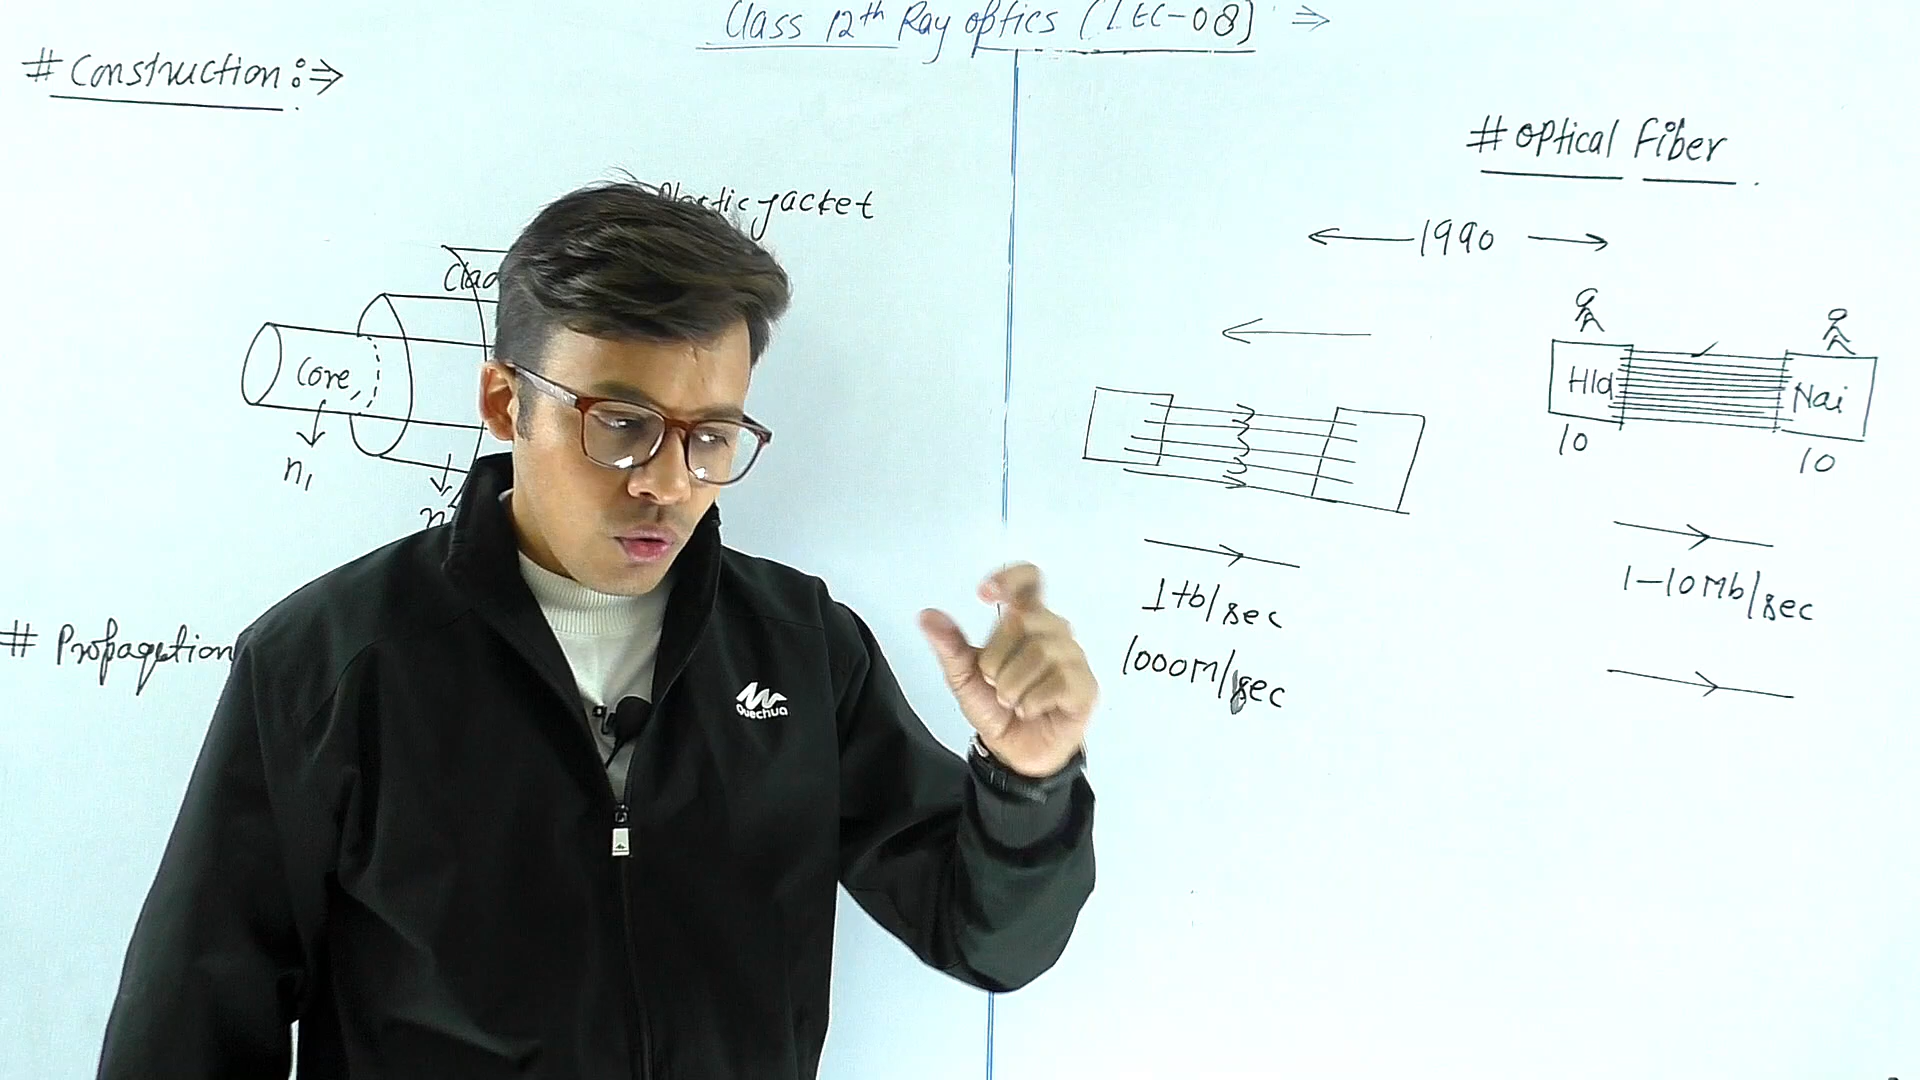 Class 12th Ray optics (LEC-08) ⇒
# Construction :⇒
Plastic jacket
Clad
Core
n1
n
# Propagation
# Optical Fiber
1990
Hld
Nai
10
10
1tb/sec
1000M/sec
1-10Mb/sec
Quechua